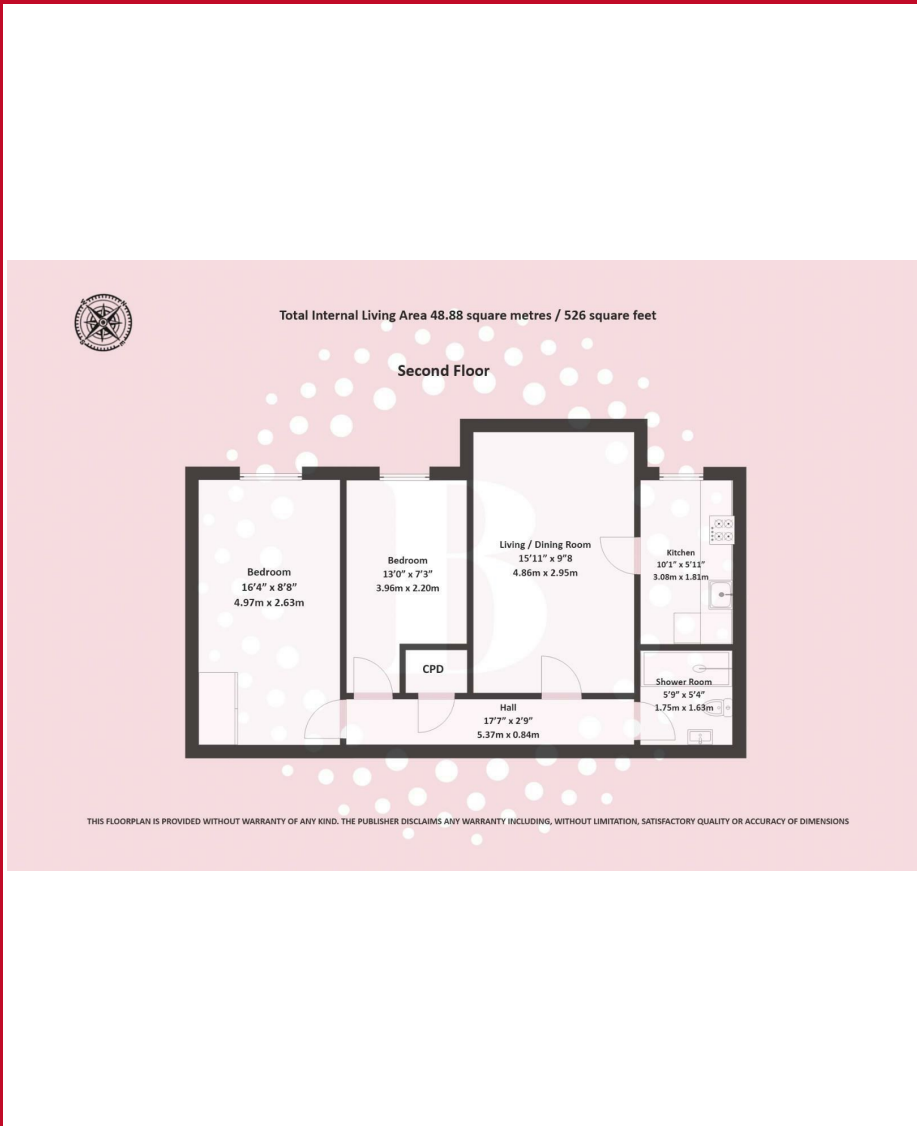 Total Internal Living Area 48.88 square metres / 526 square feet
Second Floor
Bedroom
16’4” x 8’8”
4.97m x 2.63m
Bedroom
13’0” x 7’3”
3.96m x 2.20m
Living / Dining Room
15’11” x 9”8
4.86m x 2.95m
Kitchen
10’1” x 5’11”
3.08m x 1.81m
CPD
Hall
17’7” x 2’9”
5.37m x 0.84m
Shower Room
5’9” x 5’4”
1.75m x 1.63m
THIS FLOORPLAN IS PROVIDED WITHOUT WARRANTY OF ANY KIND. THE PUBLISHER DISCLAIMS ANY WARRANTY INCLUDING, WITHOUT LIMITATION, SATISFACTORY QUALITY OR ACCURACY OF DIMENSIONS
B